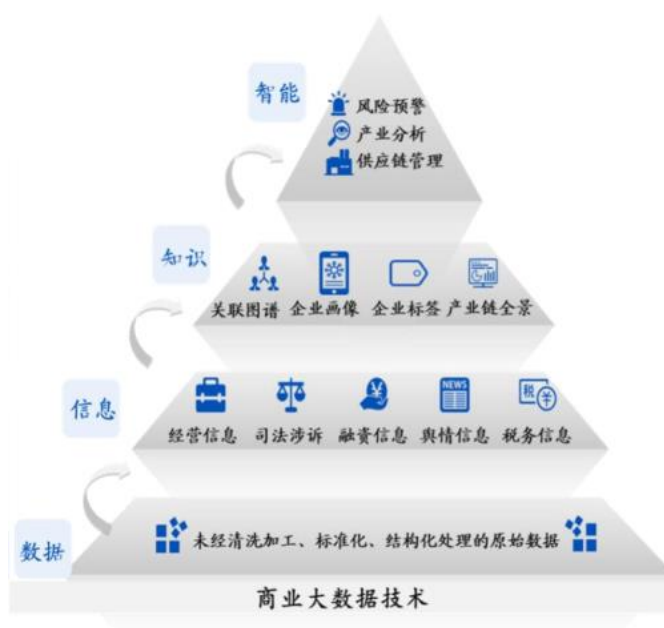 智能
风险预警
产业分析
供应链管理
知识
关联图谱 企业画像 企业标签 产业链全景
信息
NEWS
税
经营信息 司法涉诉 融资信息 舆情信息 税务信息
数据
未经清洗加工、标准化、结构化处理的原始数据
商业大数据技术